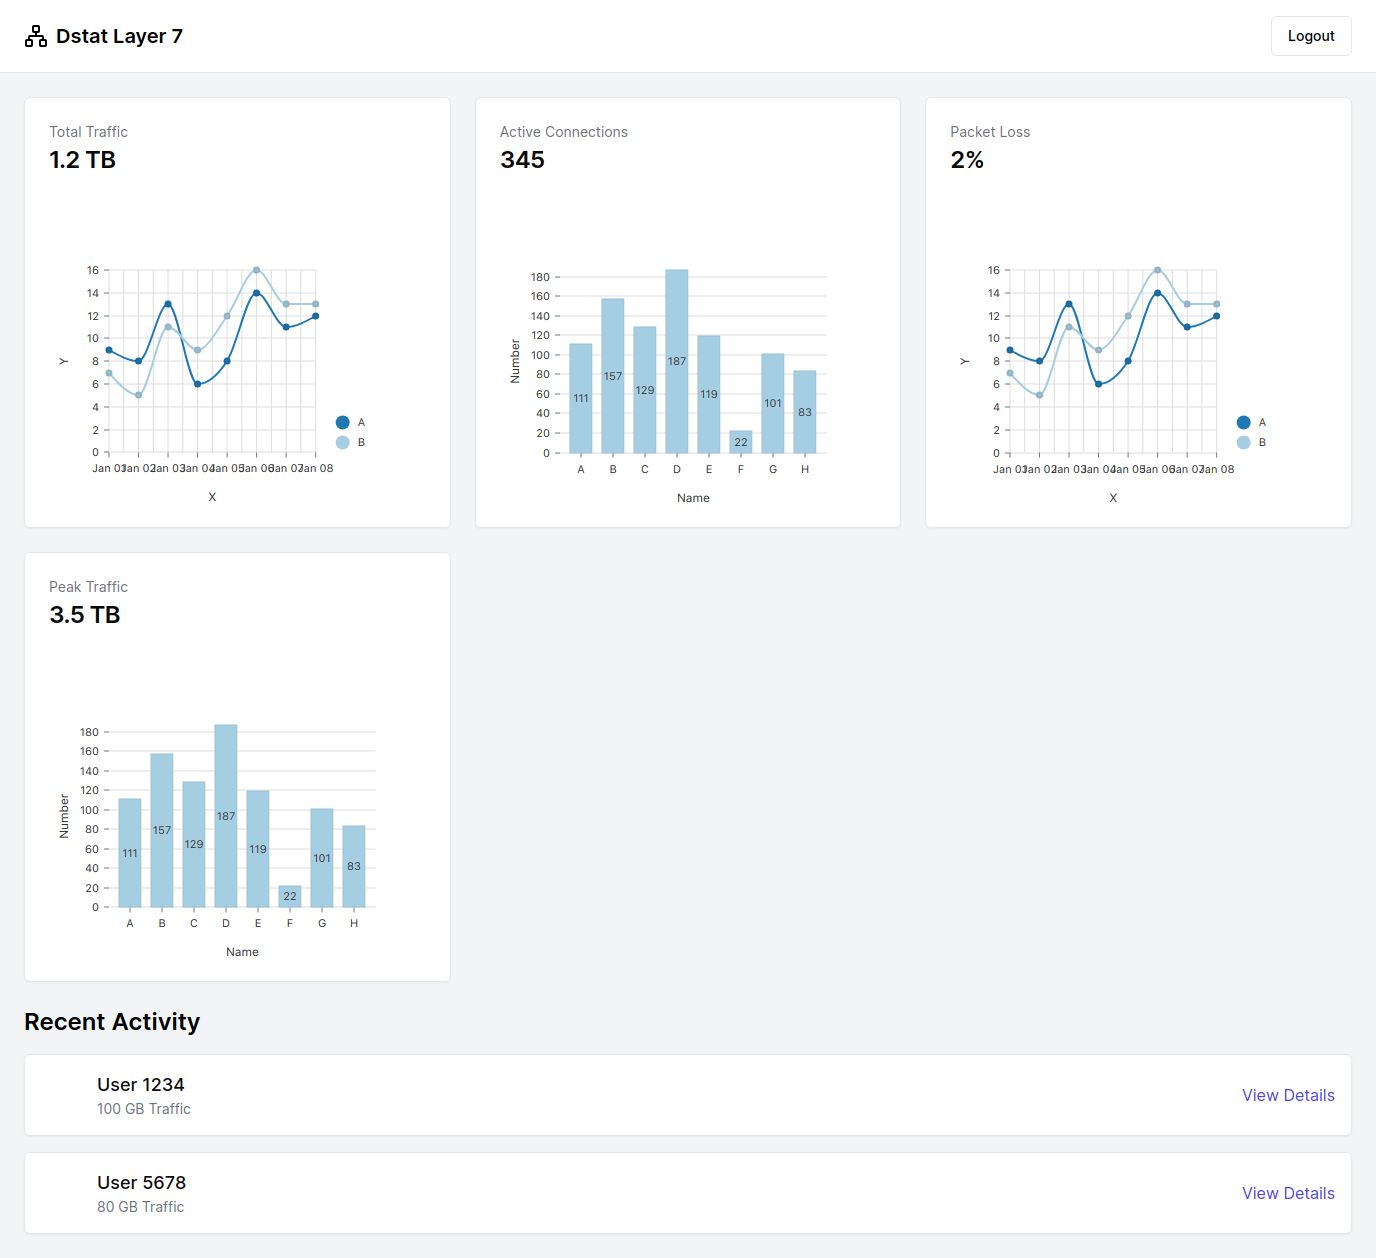 Dstat Layer 7
Logout
Total Traffic
1.2 TB
16
14
12
10
8
6
4
2
0
Y
Jan 01 Jan 02 Jan 03 Jan 04 Jan 05 Jan 06 Jan 07 Jan 08
X
A
B
Active Connections
345
180
160
140
120
100
80
60
40
20
0
Number
111 157 129 187 119 22 101 83
A B C D E F G H
Name
Packet Loss
2%
16
14
12
10
8
6
4
2
0
Y
Jan 01 Jan 02 Jan 03 Jan 04 Jan 05 Jan 06 Jan 07 Jan 08
X
A
B
Peak Traffic
3.5 TB
180
160
140
120
100
80
60
40
20
0
Number
111 157 129 187 119 22 101 83
A B C D E F G H
Name
Recent Activity
User 1234
100 GB Traffic
View Details
User 5678
80 GB Traffic
View Details